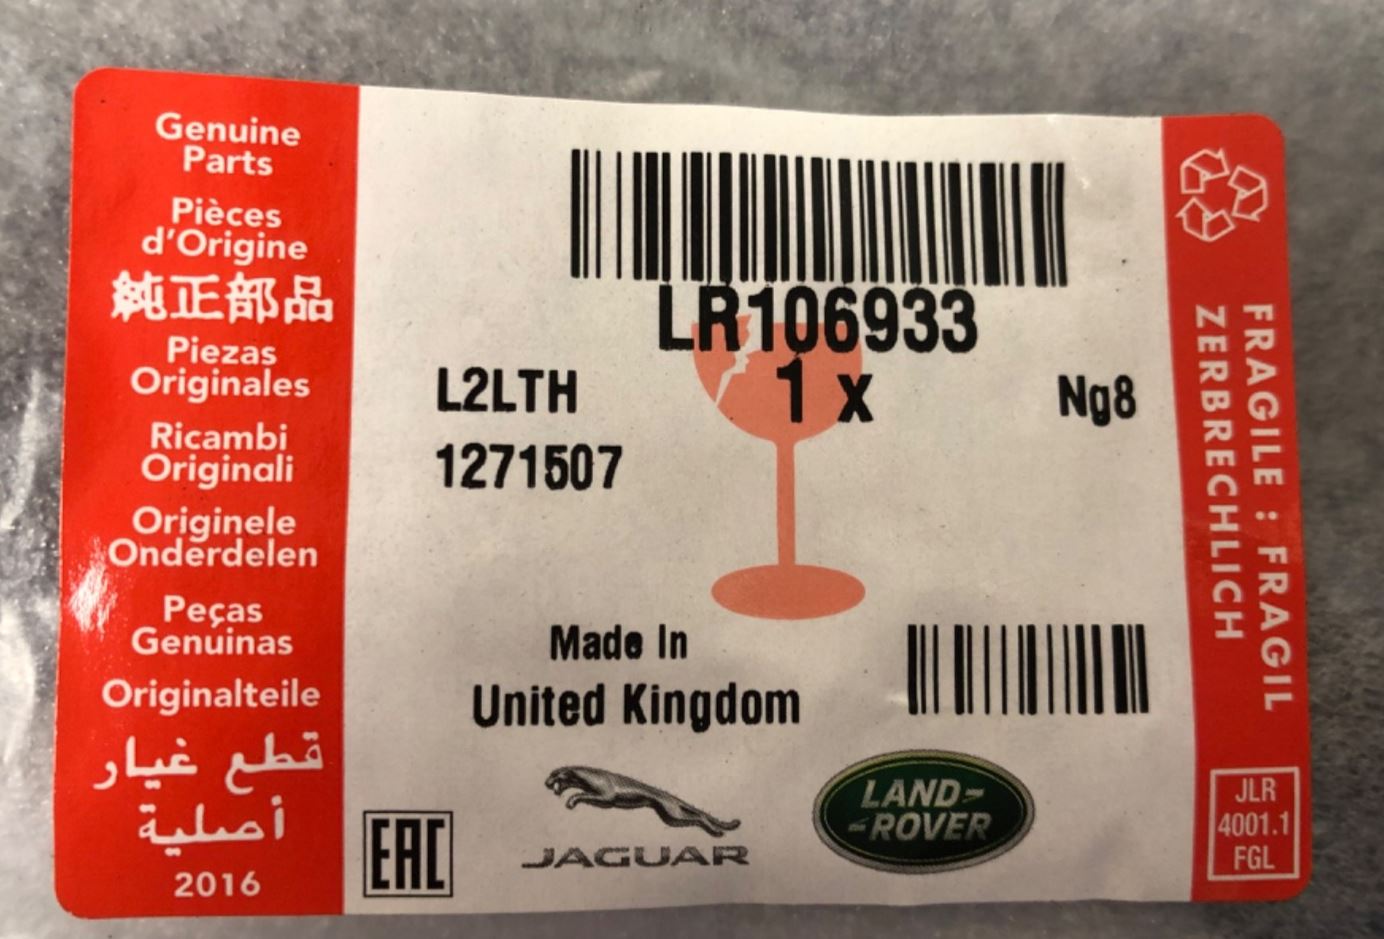 Genuine
Parts
Pièces
d'Origine
純正部品
Piezas
Originales
Ricambi
Originali
Originele
Onderdelen
Peças
Genuinas
Originalteile
قطع غيار
أصلية
2016
LR106933
L2LTH
1 x
Ng8
1271507
Made In
United Kingdom
EAC
JAGUAR
LAND-
-ROVER
FRAGILE : FRAGIL
ZERBRECHLICH
JLR
4001.1
FGL